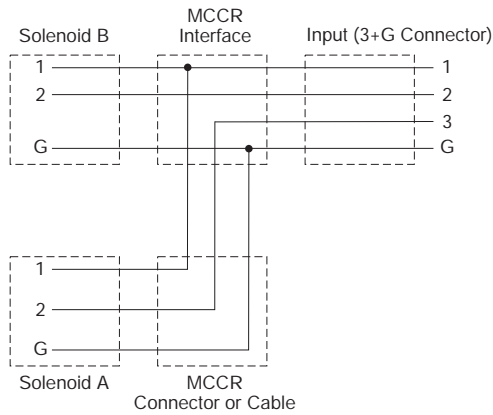 MCCR
Solenoid B Interface Input (3+G Connector)
1 1
2 2
3
G G
1
2
G
Solenoid A MCCR
Connector or Cable